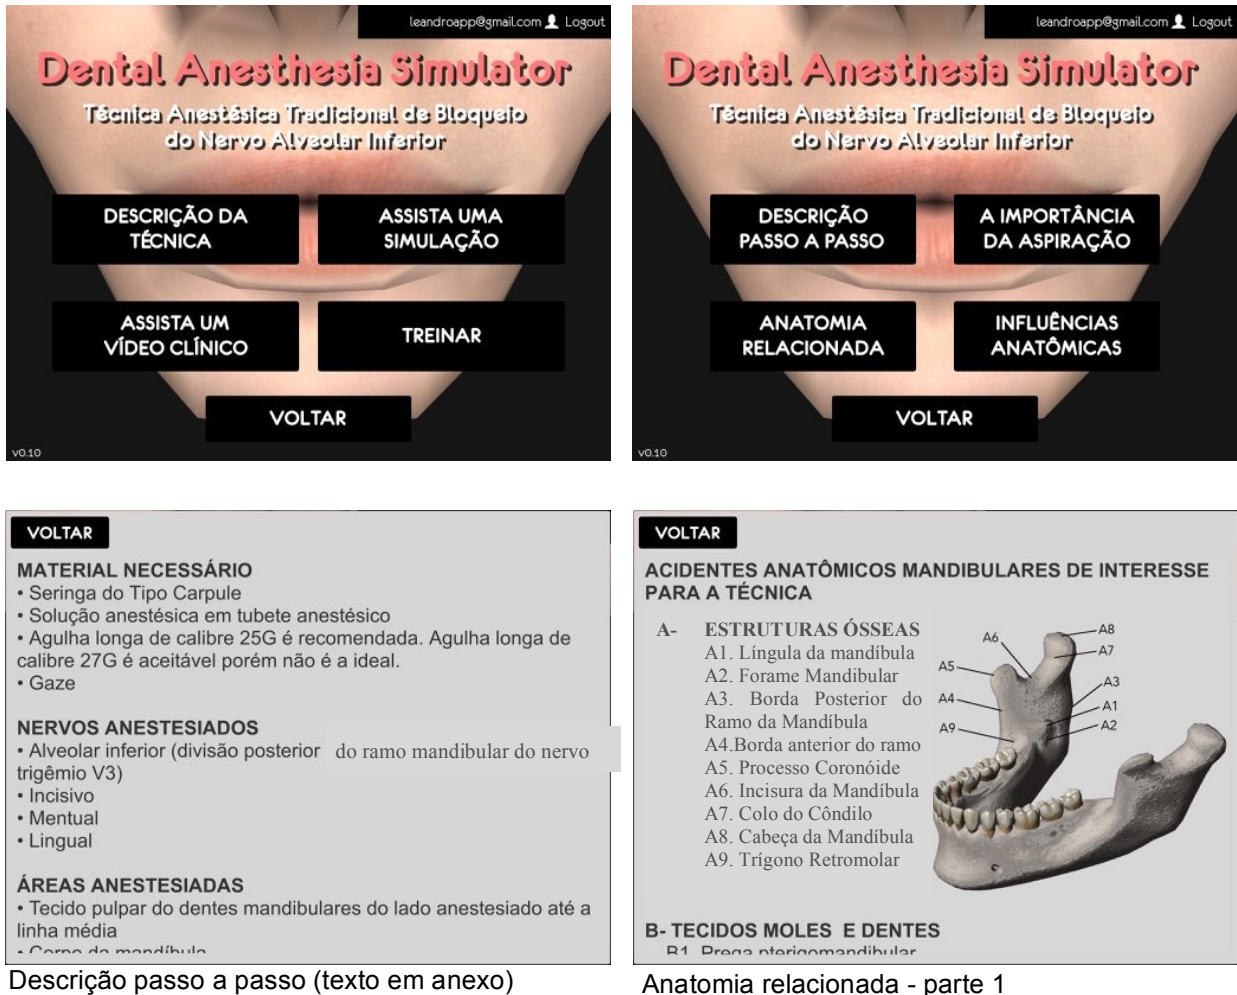 leandroapp@gmail.com Logout
Dental Anesthesia Simulator
Técnica Anestésica Tradicional de Bloqueio
do Nervo Alveolar Inferior
DESCRIÇÃO DA
TÉCNICA
ASSISTA UMA
SIMULAÇÃO
ASSISTA UM
VÍDEO CLÍNICO
TREINAR
VOLTAR
v0.10
leandroapp@gmail.com Logout
Dental Anesthesia Simulator
Técnica Anestésica Tradicional de Bloqueio
do Nervo Alveolar Inferior
DESCRIÇÃO
PASSO A PASSO
A IMPORTÂNCIA
DA ASPIRAÇÃO
ANATOMIA
RELACIONADA
INFLUÊNCIAS
ANATÔMICAS
VOLTAR
v0.10
VOLTAR
MATERIAL NECESSÁRIO
• Seringa do Tipo Carpule
• Solução anestésica em tubete anestésico
• Agulha longa de calibre 25G é recomendada. Agulha longa de
calibre 27G é aceitável porém não é a ideal.
• Gaze
NERVOS ANESTESIADOS
• Alveolar inferior (divisão posterior do ramo mandibular do nervo
trigêmio V3)
• Incisivo
• Mentual
• Lingual
ÁREAS ANESTESIADAS
• Tecido pulpar do dentes mandibulares do lado anestesiado até a
linha média
• Corpo da mandíbula
Descrição passo a passo (texto em anexo)
VOLTAR
ACIDENTES ANATÔMICOS MANDIBULARES DE INTERESSE
PARA A TÉCNICA
A- ESTRUTURAS ÓSSEAS
A1. Língula da mandíbula
A2. Forame Mandibular
A3. Borda Posterior do
Ramo da Mandíbula
A4.Borda anterior do ramo
A5. Processo Coronóide
A6. Incisura da Mandíbula
A7. Colo do Côndilo
A8. Cabeça da Mandíbula
A9. Trígono Retromolar
A6
A8
A7
A5
A3
A4
A1
A9
A2
B- TECIDOS MOLES E DENTES
B1. Prega pterigomandibular
Anatomia relacionada - parte 1